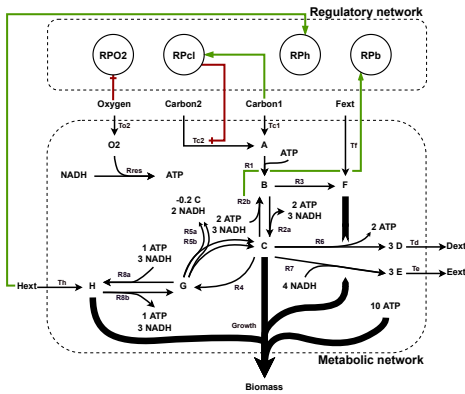 Regulatory network
RPO2 RPcl RPh RPb
Oxygen Carbon2 Carbon1 Fext
To2 Tc2 Tc1 Tf
O2 A
NADH Rres ATP
R1 ATP
B R3 F
-0.2 C
2 NADH
R2b
2 ATP
3 NADH
R2a
2 ATP
3 NADH
R5a
R5b
C R6 2 ATP
3 D Td Dext
R7
4 NADH
3 E Te Eext
1 ATP
3 NADH
Hext Th H R8a G R4
R8b
1 ATP
3 NADH
10 ATP
Growth
Metabolic network
Biomass